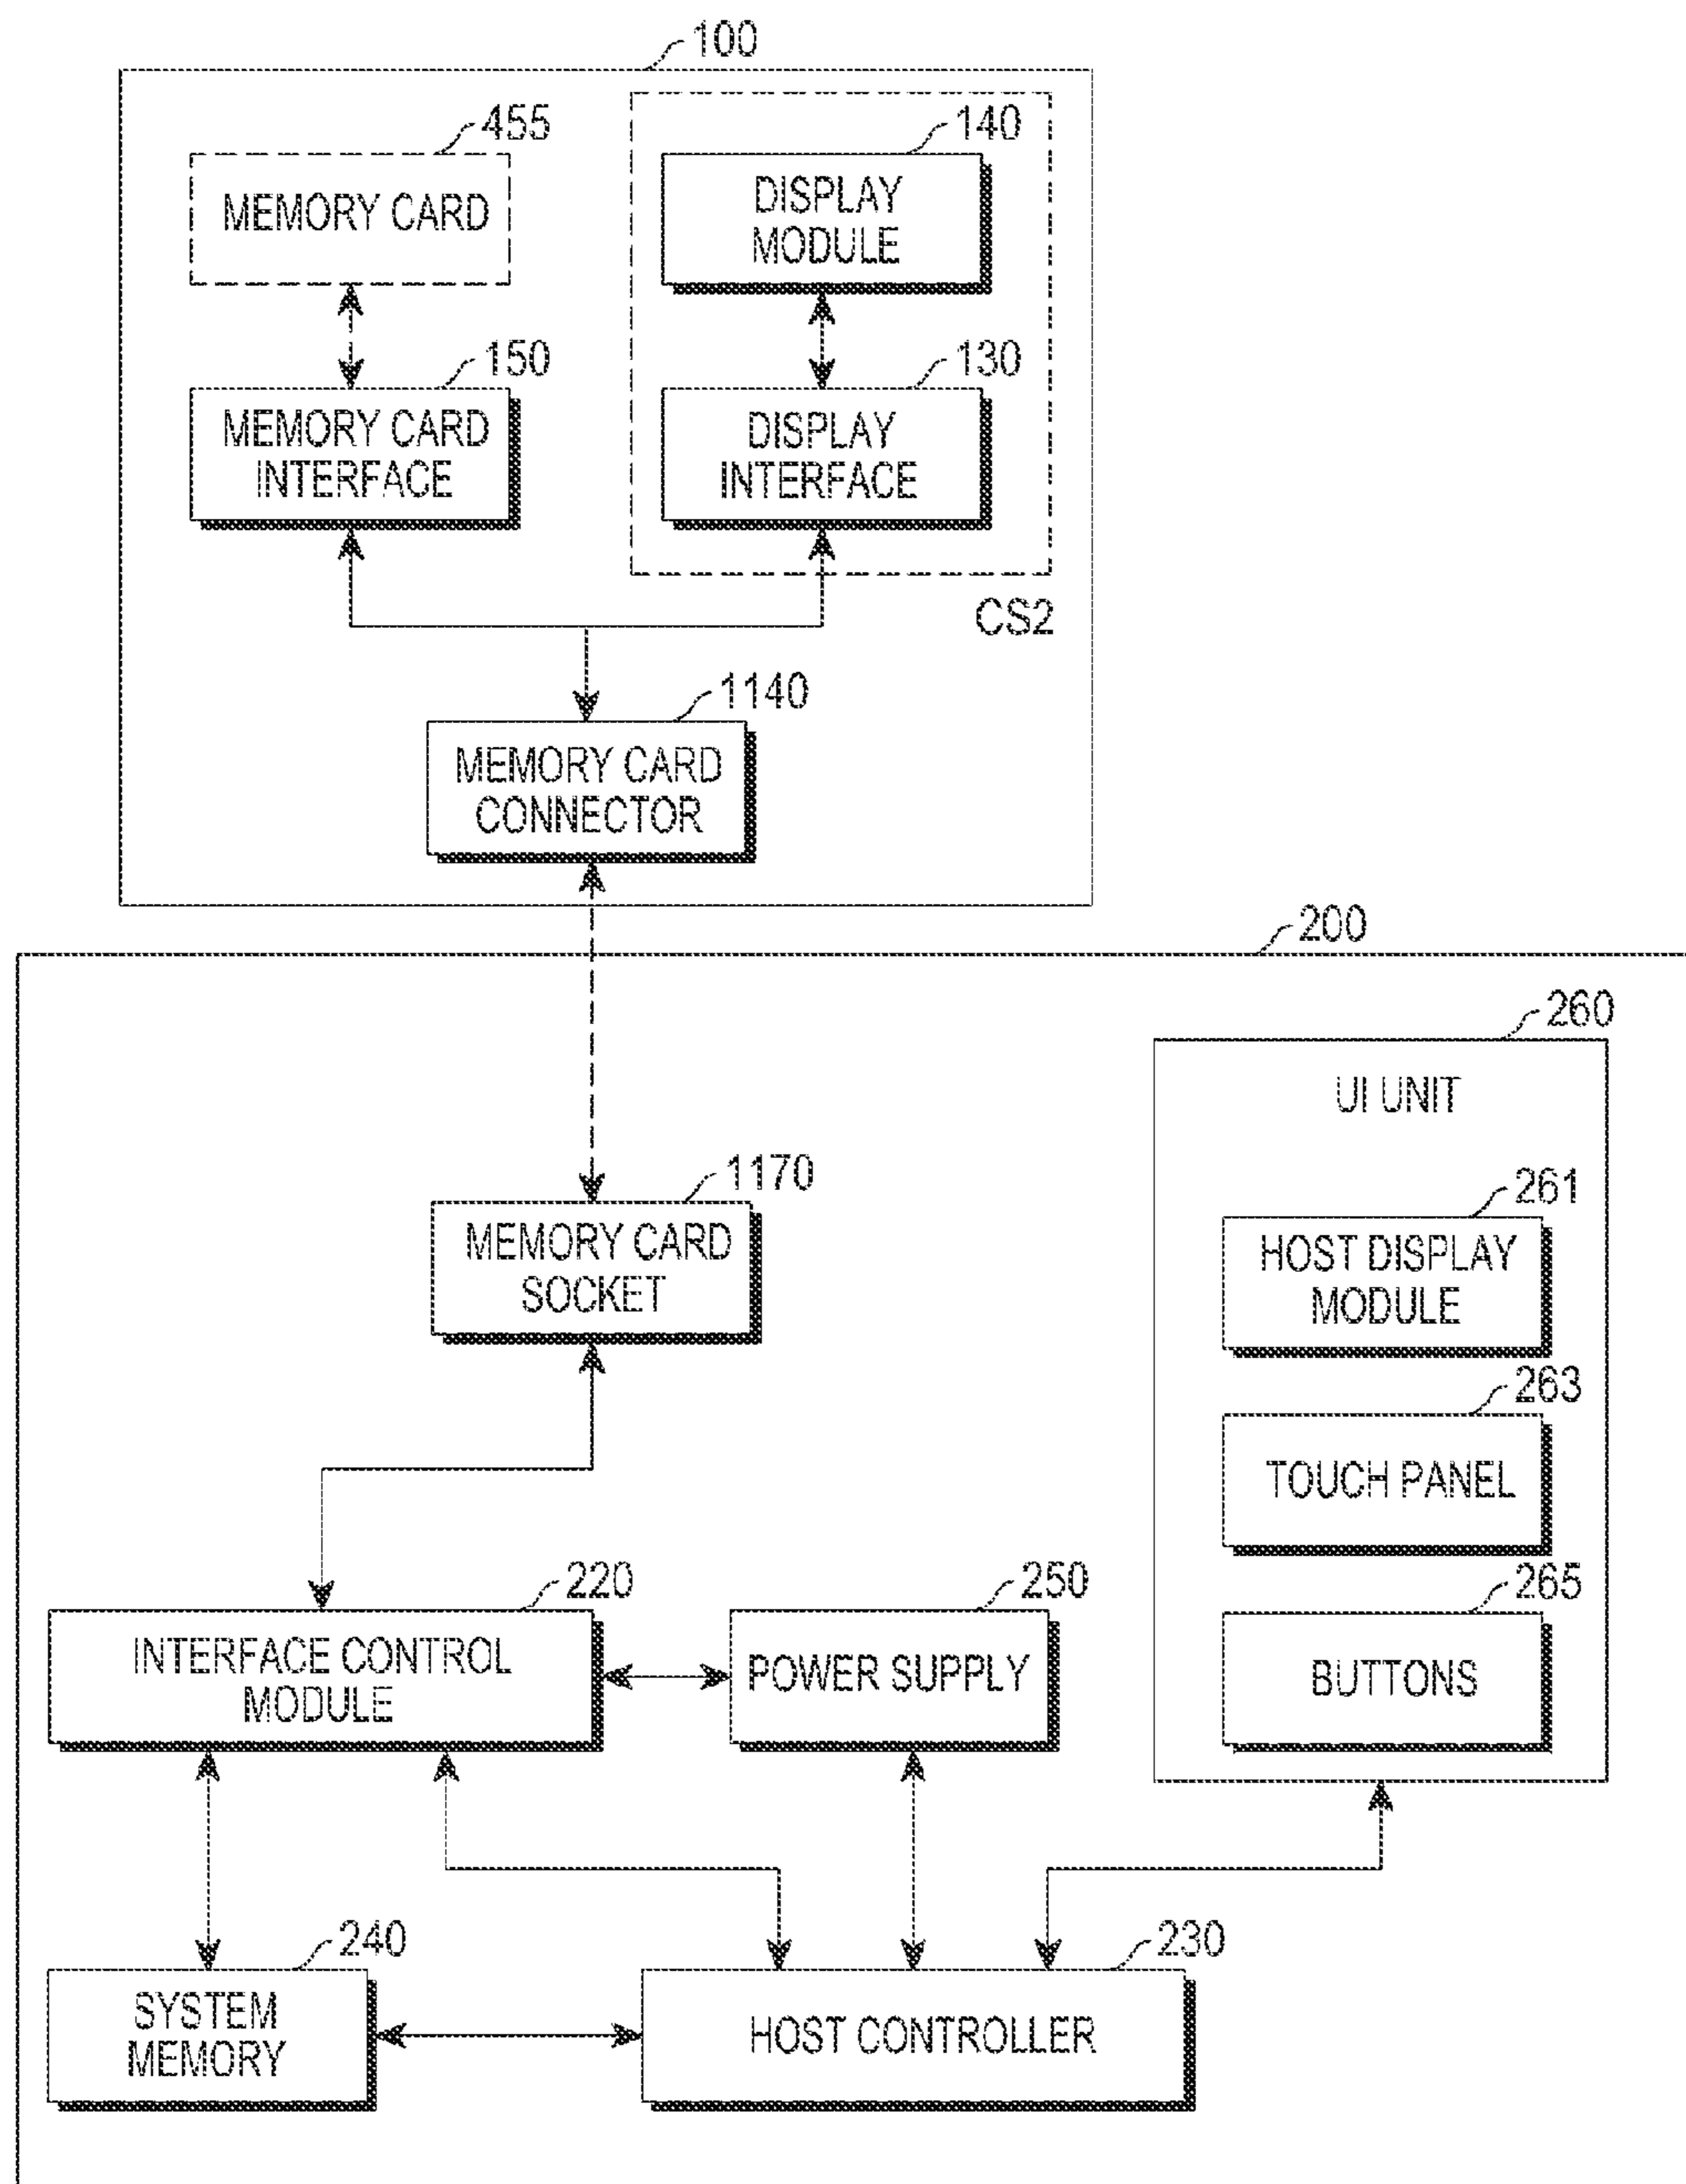 100
455
140
MEMORY CARD
DISPLAY
MODULE
150
130
MEMORY CARD
INTERFACE
DISPLAY
INTERFACE
CS2
1140
MEMORY CARD
CONNECTOR
200
260
UI UNIT
1170
MEMORY CARD
SOCKET
261
HOST DISPLAY
MODULE
263
TOUCH PANEL
220
INTERFACE CONTROL
MODULE
250
POWER SUPPLY
265
BUTTONS
240
SYSTEM
MEMORY
230
HOST CONTROLLER